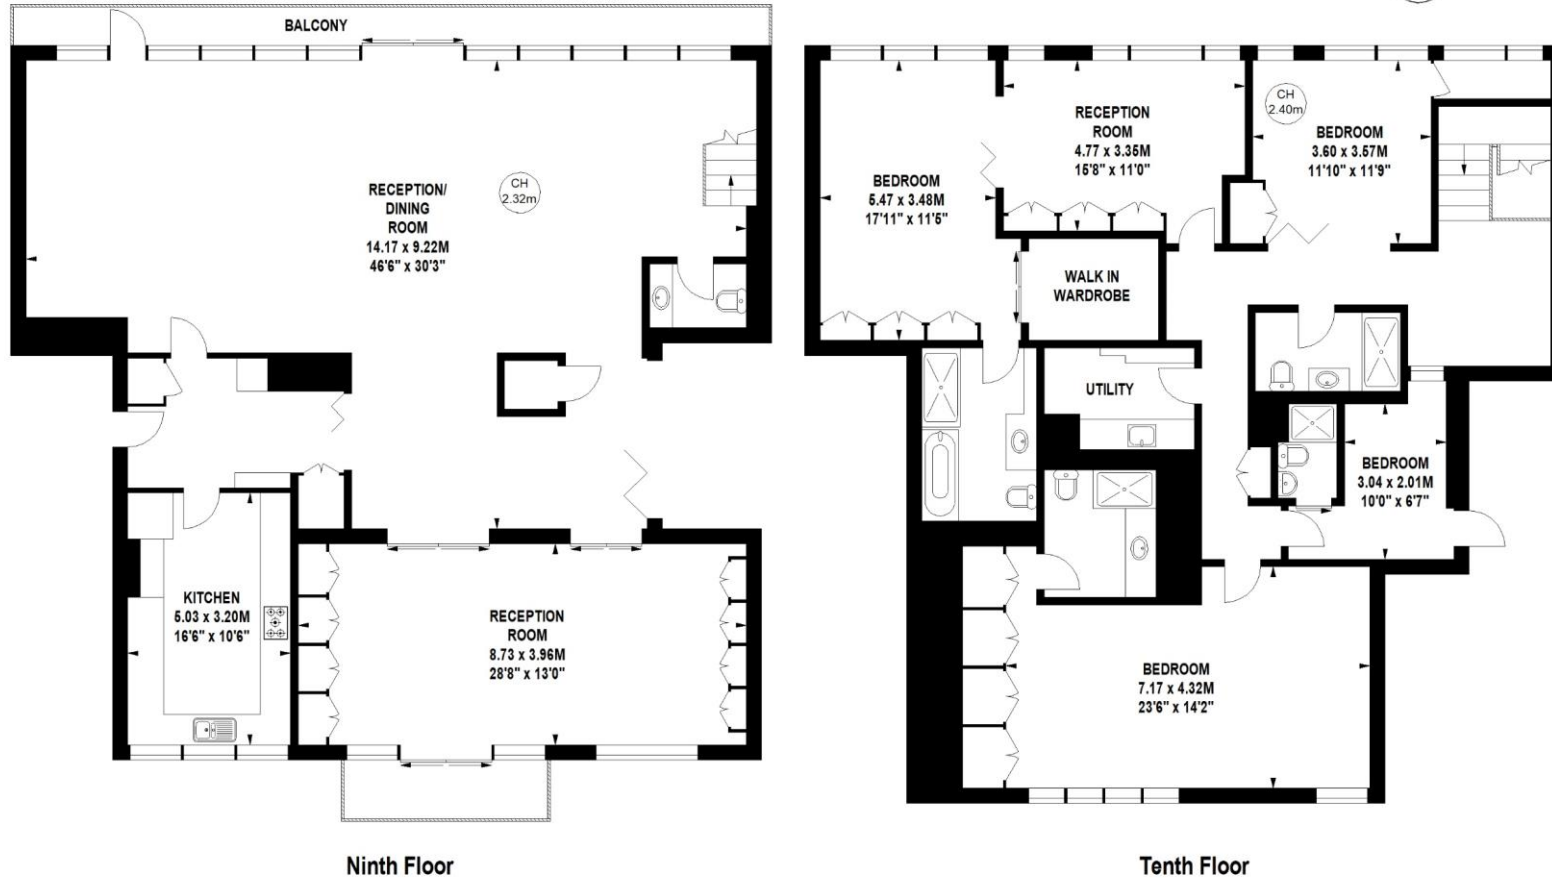 BALCONY
RECEPTION/
DINING
ROOM
14.17 x 9.22M
46'6" x 30'3"
CH
2.32m
KITCHEN
5.03 x 3.20M
16'6" x 10'6"
RECEPTION
ROOM
8.73 x 3.96M
28'8" x 13'0"
Ninth Floor
BEDROOM
5.47 x 3.48M
17'11" x 11'5"
RECEPTION
ROOM
4.77 x 3.35M
15'8" x 11'0"
CH
2.40m
BEDROOM
3.60 x 3.57M
11'10" x 11'9"
WALK IN
WARDROBE
UTILITY
BEDROOM
3.04 x 2.01M
10'0" x 6'7"
BEDROOM
7.17 x 4.32M
23'6" x 14'2"
Tenth Floor